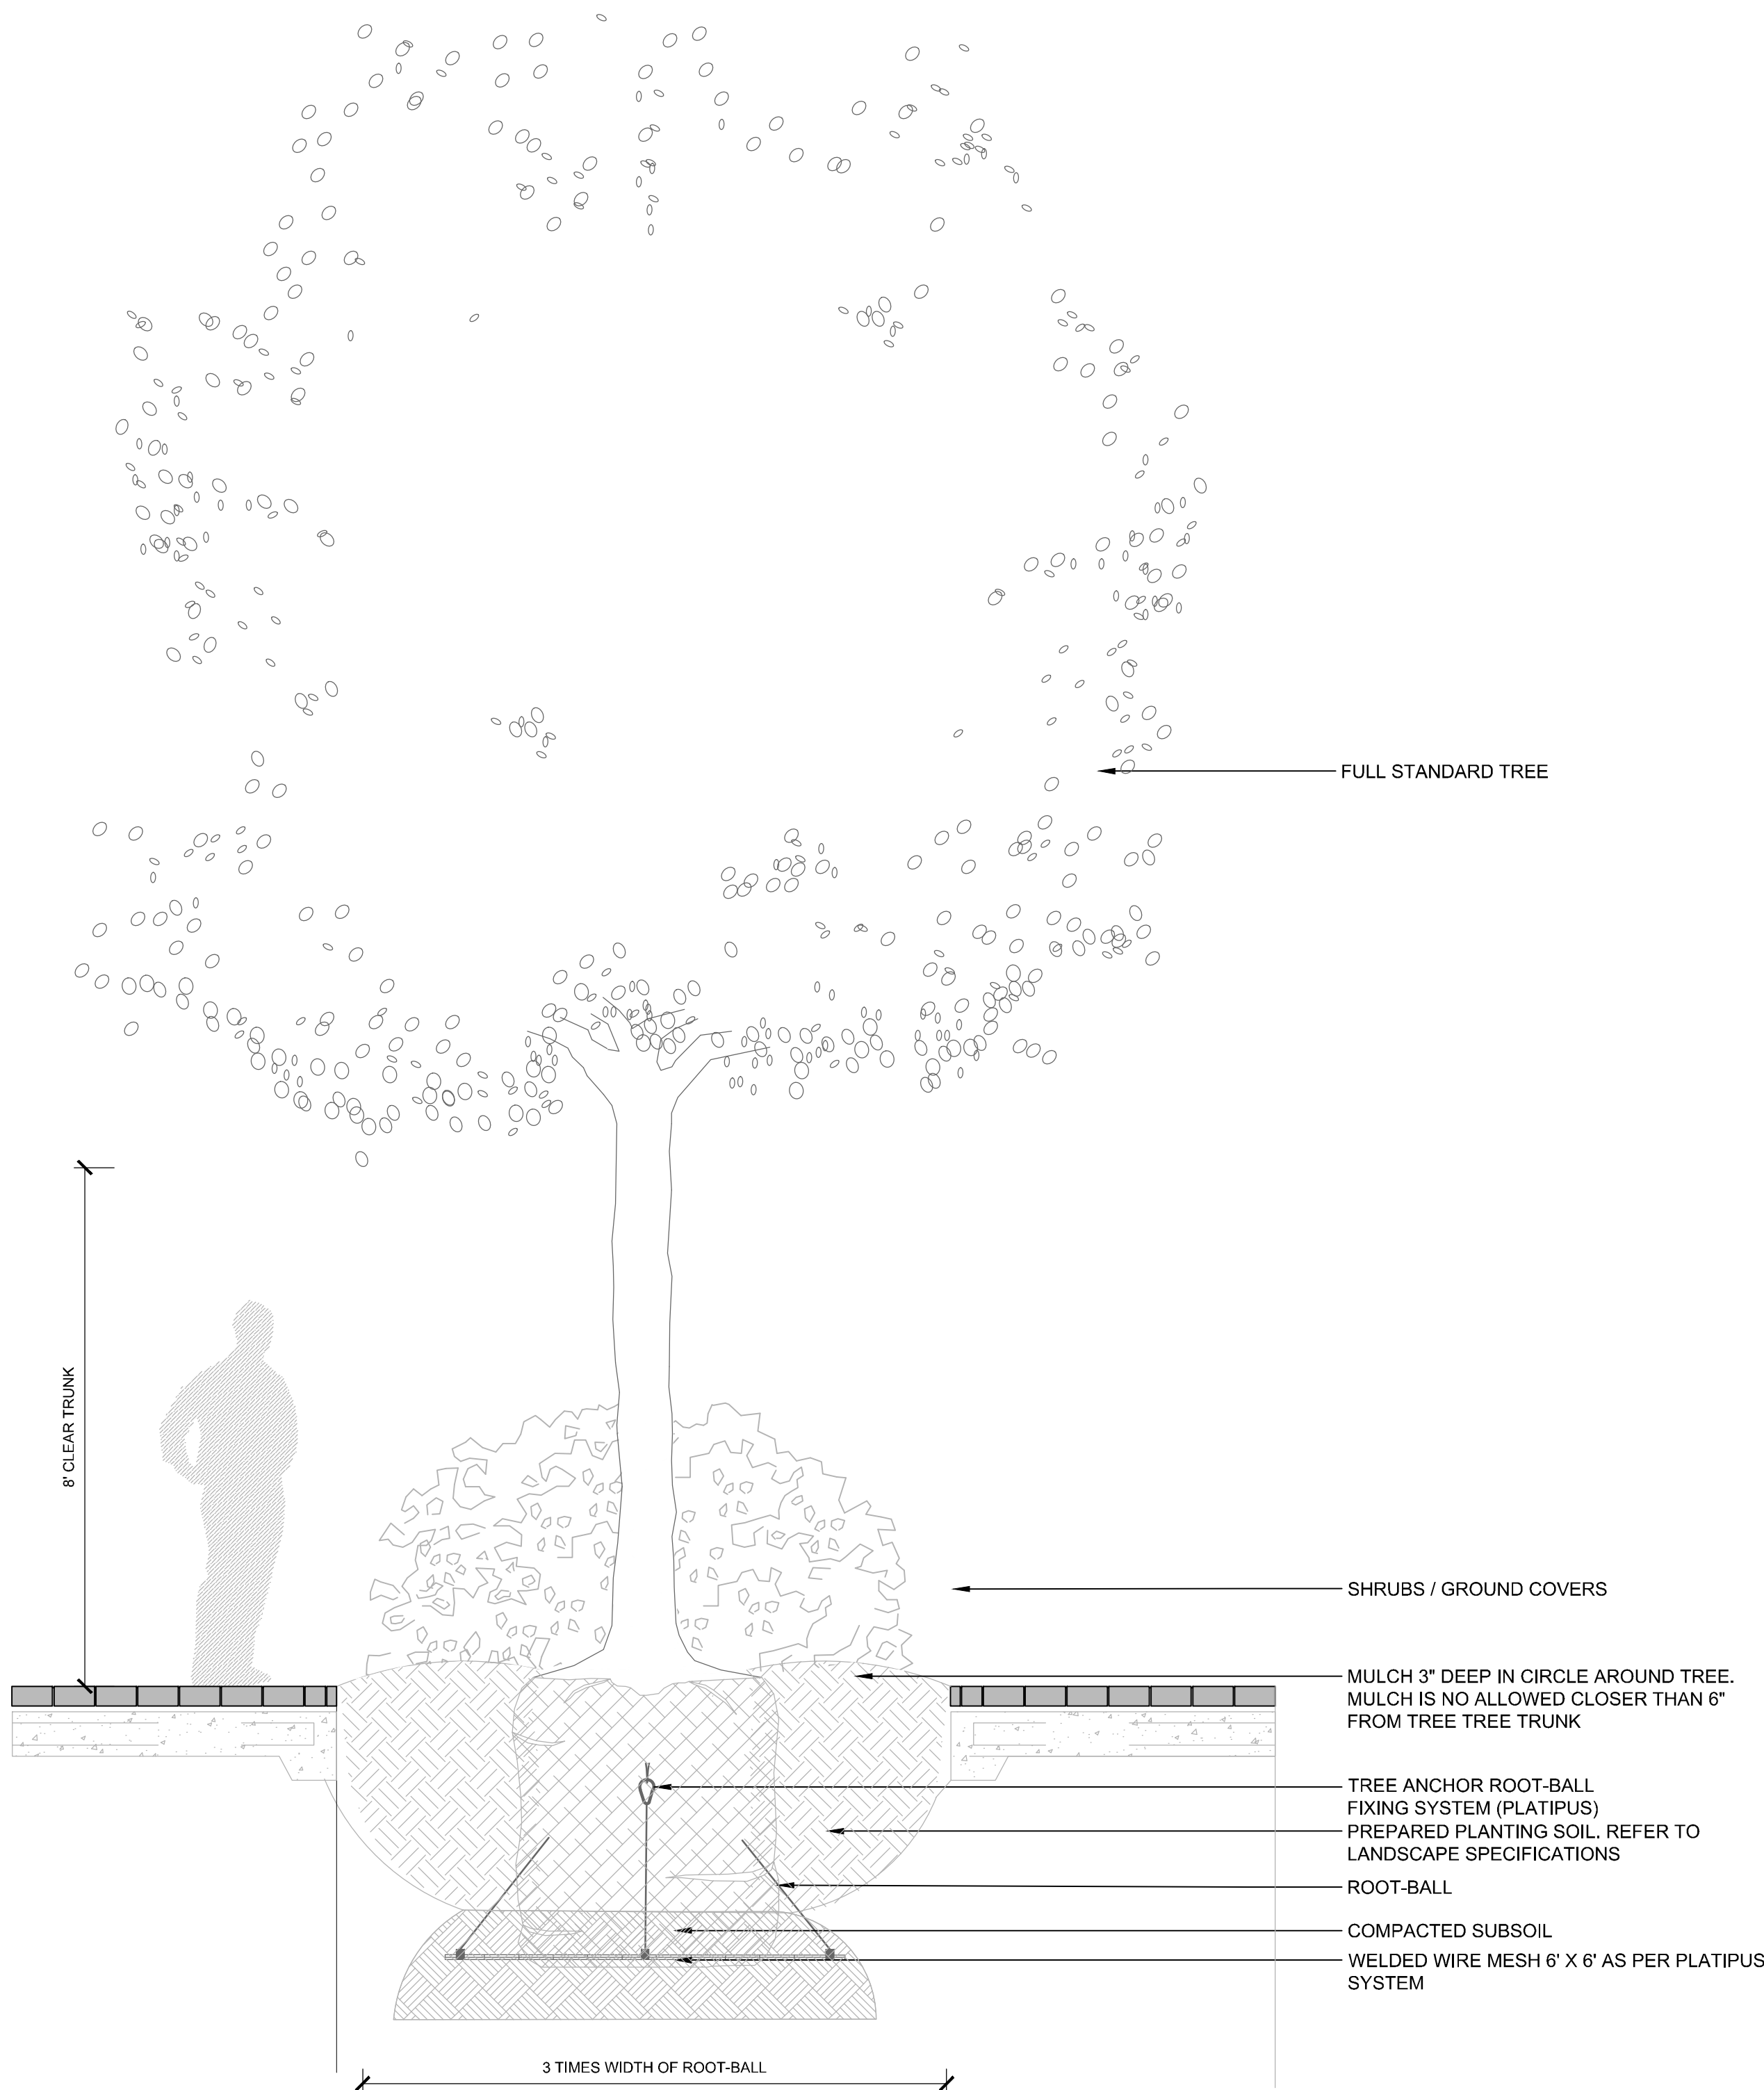 FULL STANDARD TREE
8' CLEAR TRUNK
SHRUBS / GROUND COVERS
MULCH 3" DEEP IN CIRCLE AROUND TREE.
MULCH IS NO ALLOWED CLOSER THAN 6"
FROM TREE TREE TRUNK
TREE ANCHOR ROOT-BALL
FIXING SYSTEM (PLATIPUS)
PREPARED PLANTING SOIL. REFER TO
LANDSCAPE SPECIFICATIONS
ROOT-BALL
COMPACTED SUBSOIL
WELDED WIRE MESH 6' X 6' AS PER PLATIPUS
SYSTEM
3 TIMES WIDTH OF ROOT-BALL